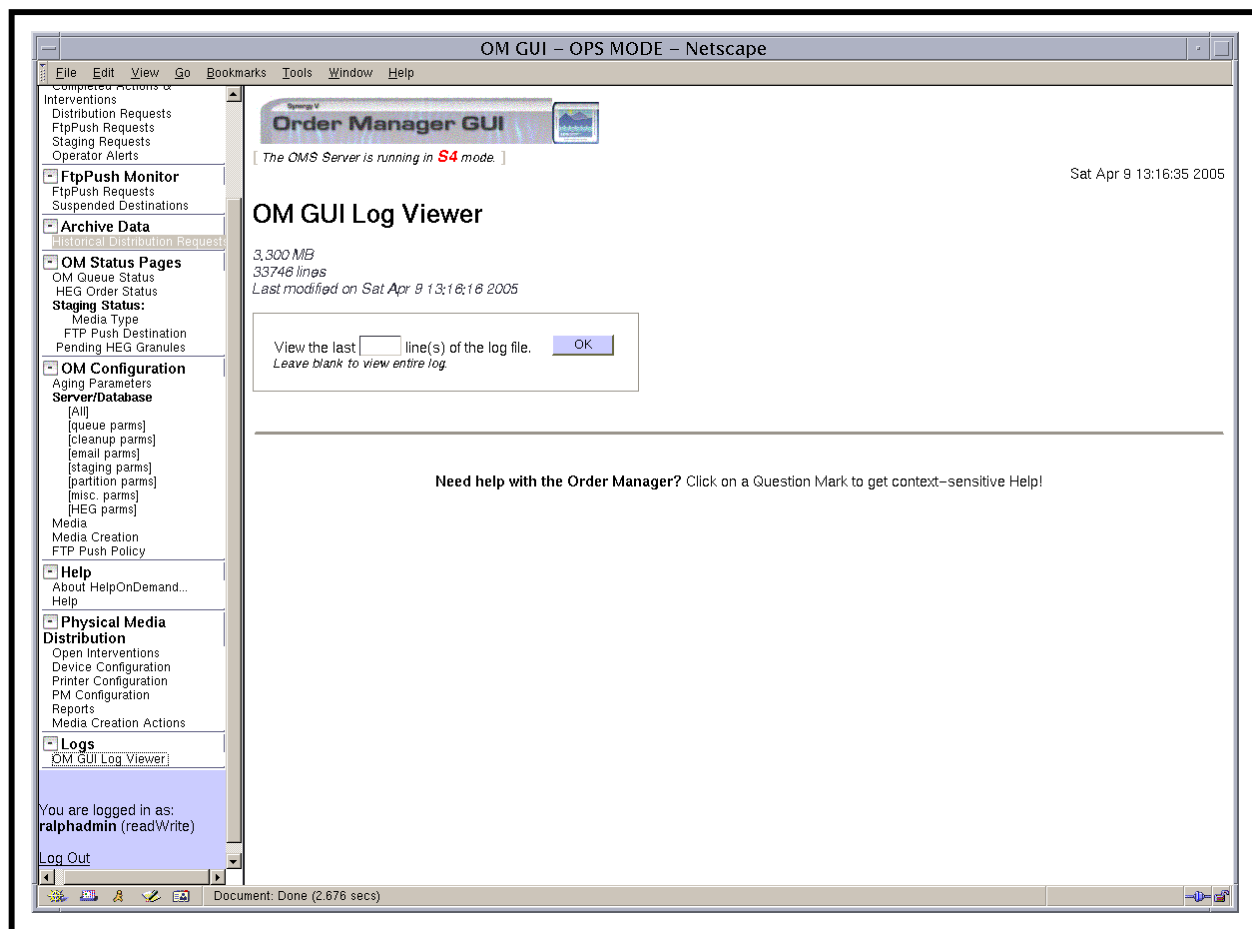 OM GUI – OPS MODE – Netscape
File Edit View Go Bookmarks Tools Window Help
Completed Actions &
Interventions
Distribution Requests
FtpPush Requests
Staging Requests
Operator Alerts
FtpPush Monitor
FtpPush Requests
Suspended Destinations
Archive Data
Historical Distribution Requests
OM Status Pages
OM Queue Status
HEG Order Status
Staging Status:
Media Type
FTP Push Destination
Pending HEG Granules
OM Configuration
Aging Parameters
Server/Database
[All]
[queue parms]
[cleanup parms]
[email parms]
[staging parms]
[partition parms]
[misc. parms]
[HEG parms]
Media
Media Creation
FTP Push Policy
Help
About HelpOnDemand...
Help
Physical Media
Distribution
Open Interventions
Device Configuration
Printer Configuration
PM Configuration
Reports
Media Creation Actions
Logs
OM GUI Log Viewer
You are logged in as:
ralphadmin (readWrite)
Log Out
Synergy V
Order Manager GUI
[ The OMS Server is running in S4 mode. ]
Sat Apr 9 13:16:35 2005
OM GUI Log Viewer
3,300 MB
33746 lines
Last modified on Sat Apr 9 13:16:16 2005
View the last line(s) of the log file. OK
Leave blank to view entire log.
Need help with the Order Manager? Click on a Question Mark to get context–sensitive Help!
Document: Done (2.676 secs)